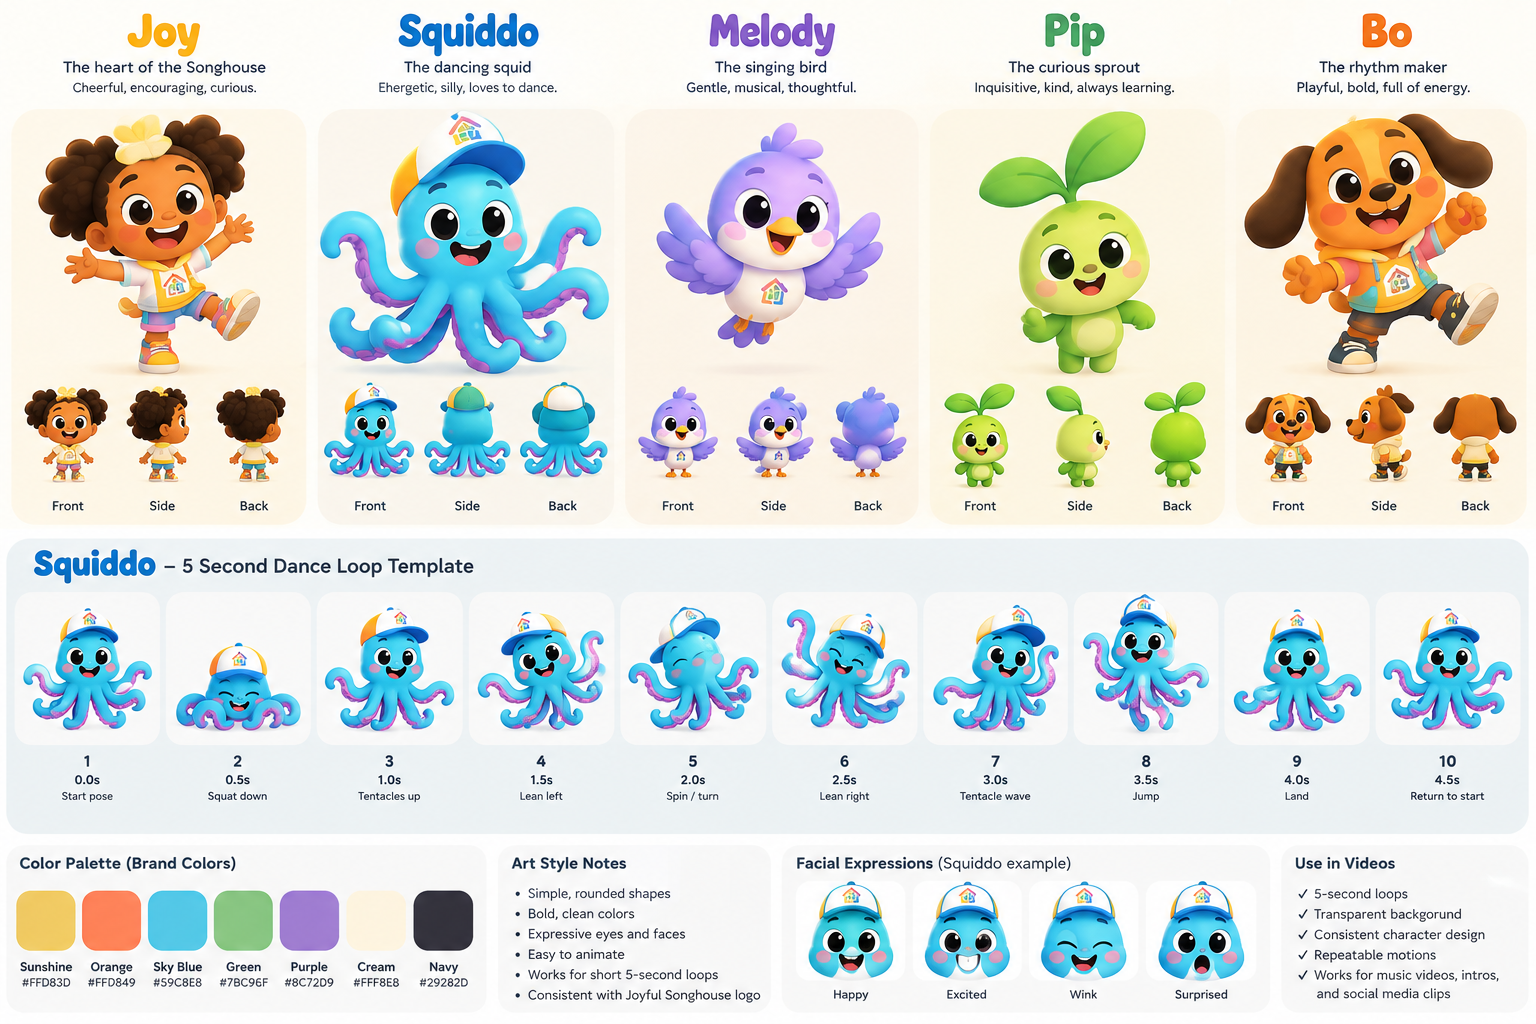 Joy
The heart of the Songhouse
Cheerful, encouraging, curious.
Squiddo
The dancing squid
Ehergetic, silly, loves to dance.
Melody
The singing bird
Gentle, musical, thoughtful.
Pip
The curious sprout
Inquisitive, kind, always learning.
Bo
The rhythm maker
Playful, bold, full of energy.
Front
Side
Back
Front
Side
Back
Front
Side
Back
Front
Side
Back
Front
Side
Back
Squiddo – 5 Second Dance Loop Template
1
0.0s
Start pose
2
0.5s
Squat down
3
1.0s
Tentacles up
4
1.5s
Lean left
5
2.0s
Spin / turn
6
2.5s
Lean right
7
3.0s
Tentacle wave
8
3.5s
Jump
9
4.0s
Land
10
4.5s
Return to start
Color Palette (Brand Colors)
Sunshine
#FFD83D
Orange
#FFD849
Sky Blue
#59C8E8
Green
#7BC96F
Purple
#8C72D9
Cream
#FFF8E8
Navy
#29282D
Art Style Notes
• Simple, rounded shapes
• Bold, clean colors
• Expressive eyes and faces
• Easy to animate
• Works for short 5-second loops
• Consistent with Joyful Songhouse logo
Facial Expressions (Squiddo example)
Happy
Excited
Wink
Surprised
Use in Videos
✓ 5-second loops
✓ Transparent backgorund
✓ Consistent character design
✓ Repeatable motions
✓ Works for music videos, intros,
and social media clips